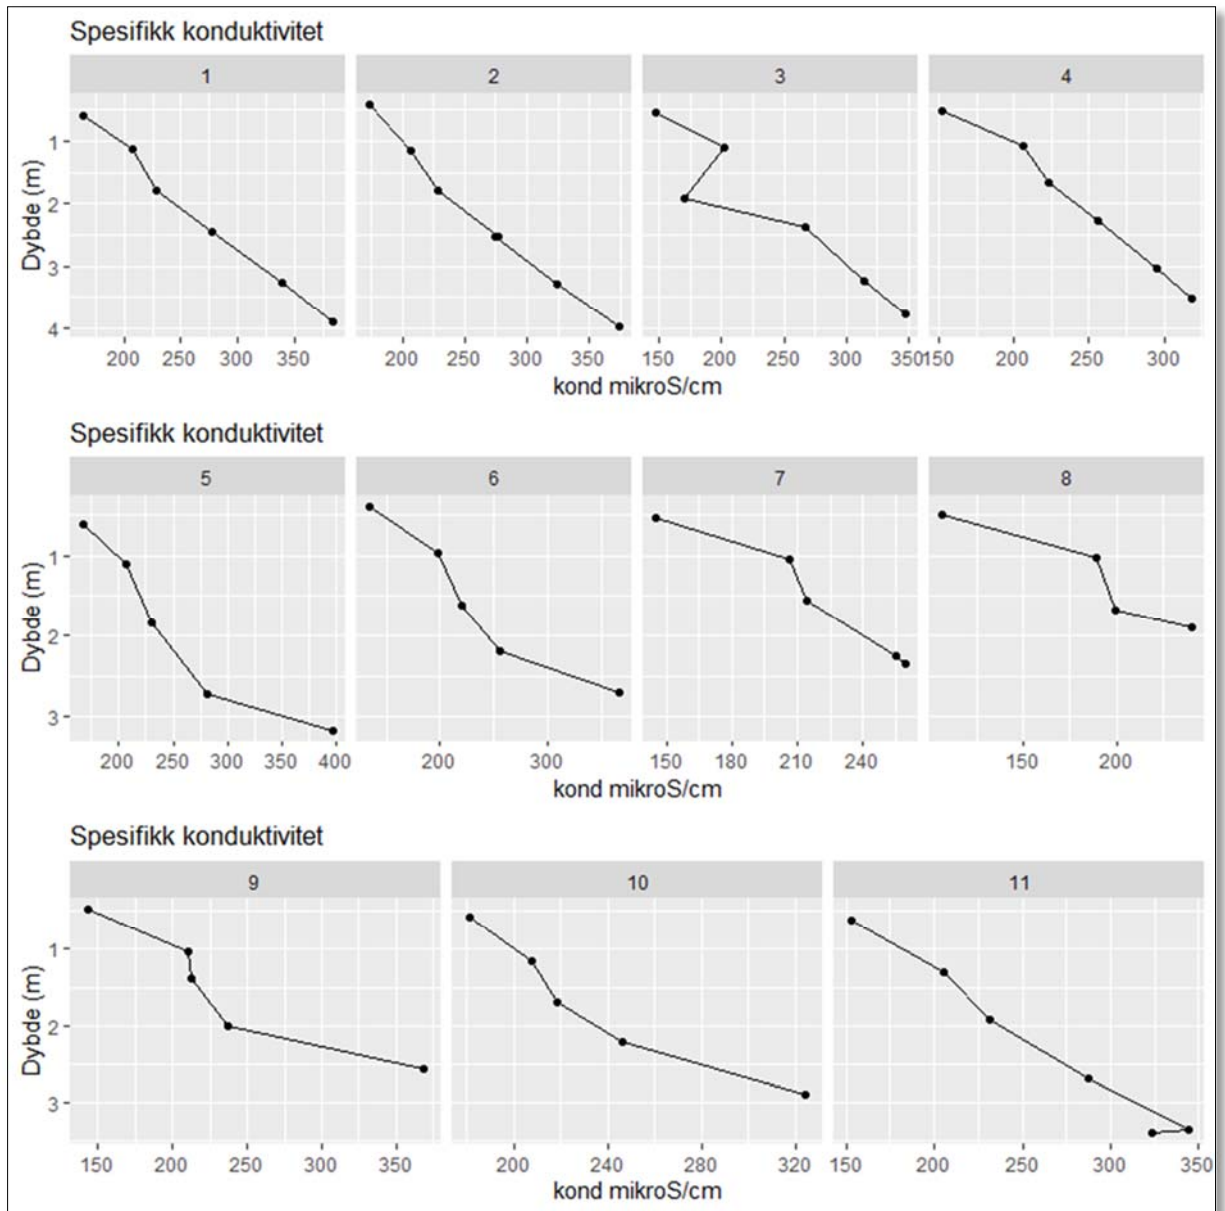 Spesifikk konduktivitet
1 2 3 4
Dybde (m)
1
2
3
4
200 250 300 350 200 250 300 350 150 200 250 300 350 150 200 250 300
kond mikroS/cm
Spesifikk konduktivitet
5 6 7 8
Dybde (m)
1
2
3
200 250 300 350 400 200 300 150 180 210 240 150 200
kond mikroS/cm
Spesifikk konduktivitet
9 10 11
Dybde (m)
1
2
3
150 200 250 300 350 200 240 280 320 150 200 250 300 350
kond mikroS/cm